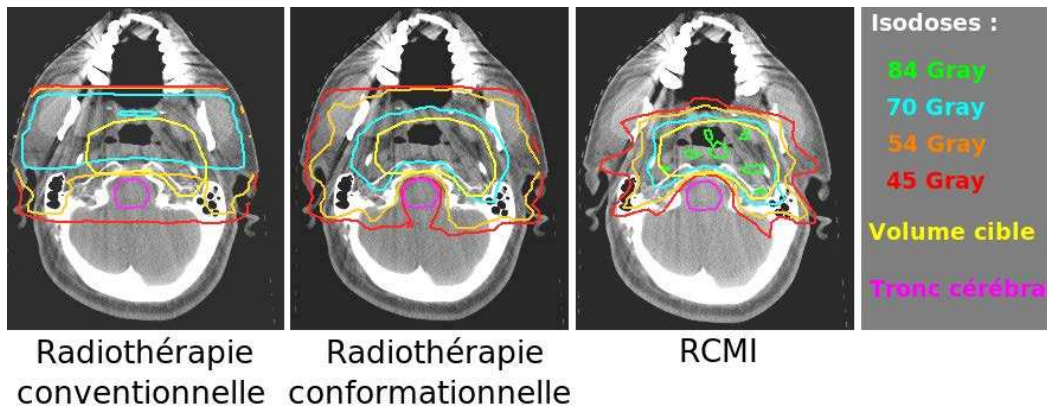 Isodoses :
84 Gray
70 Gray
54 Gray
45 Gray
Volume cible
Tronc cérébra
Radiothérapie
conventionnelle
Radiothérapie
conformationnelle
RCMI